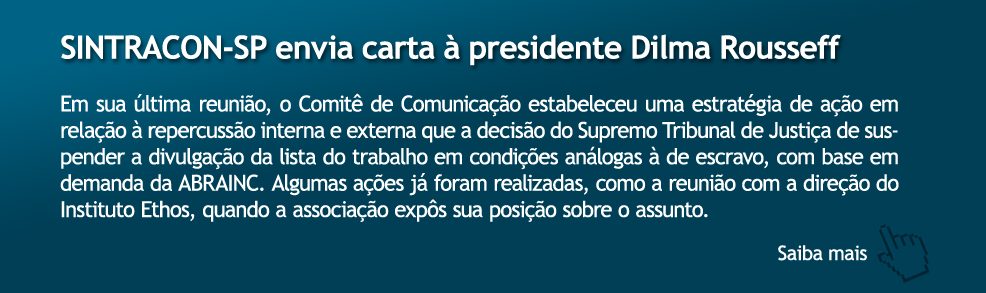 SINTRACON-SP envia carta à presidente Dilma Rousseff
Em sua última reunião, o Comitê de Comunicação estabeleceu uma estratégia de ação em
relação à repercussão interna e externa que a decisão do Supremo Tribunal de Justiça de sus-
pender a divulgação da lista do trabalho em condições análogas à de escravo, com base em
demanda da ABRAINC. Algumas ações já foram realizadas, como a reunião com a direção do
Instituto Ethos, quando a associação expôs sua posição sobre o assunto.
Saiba mais